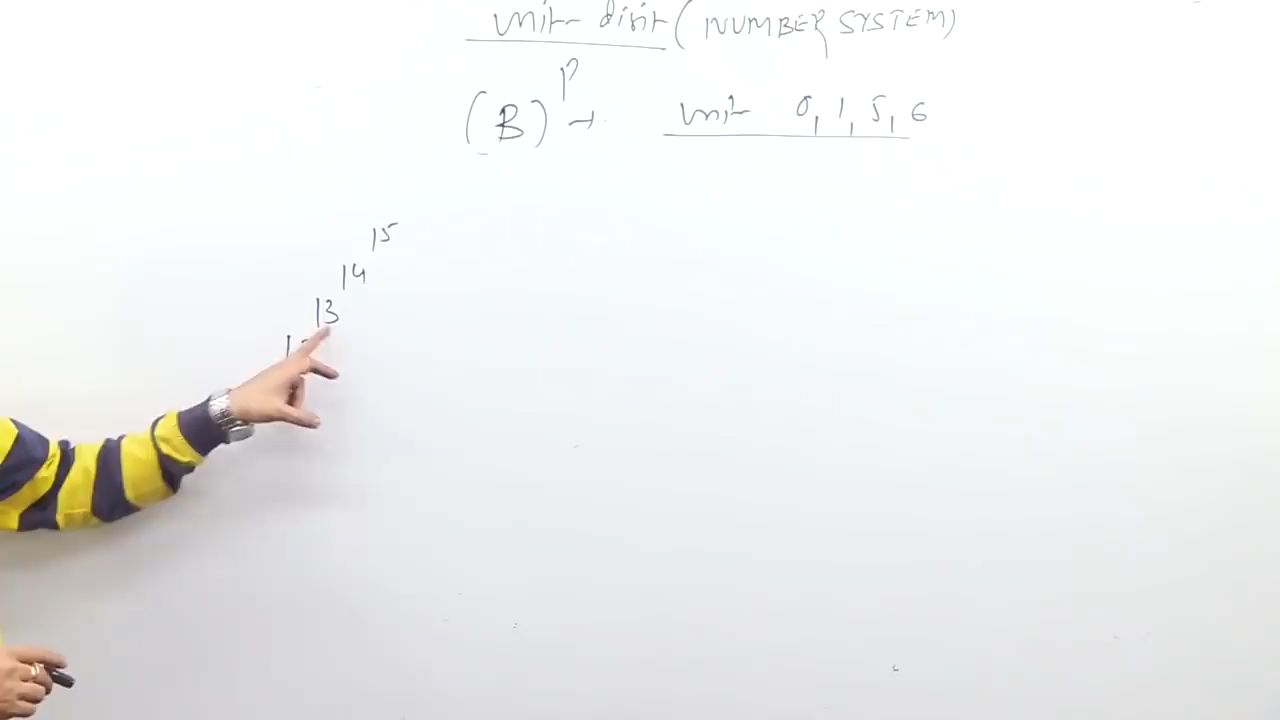 Unit digit (NUMBER SYSTEM)
(B)^P → Unit 0, 1, 5, 6
15
14
13